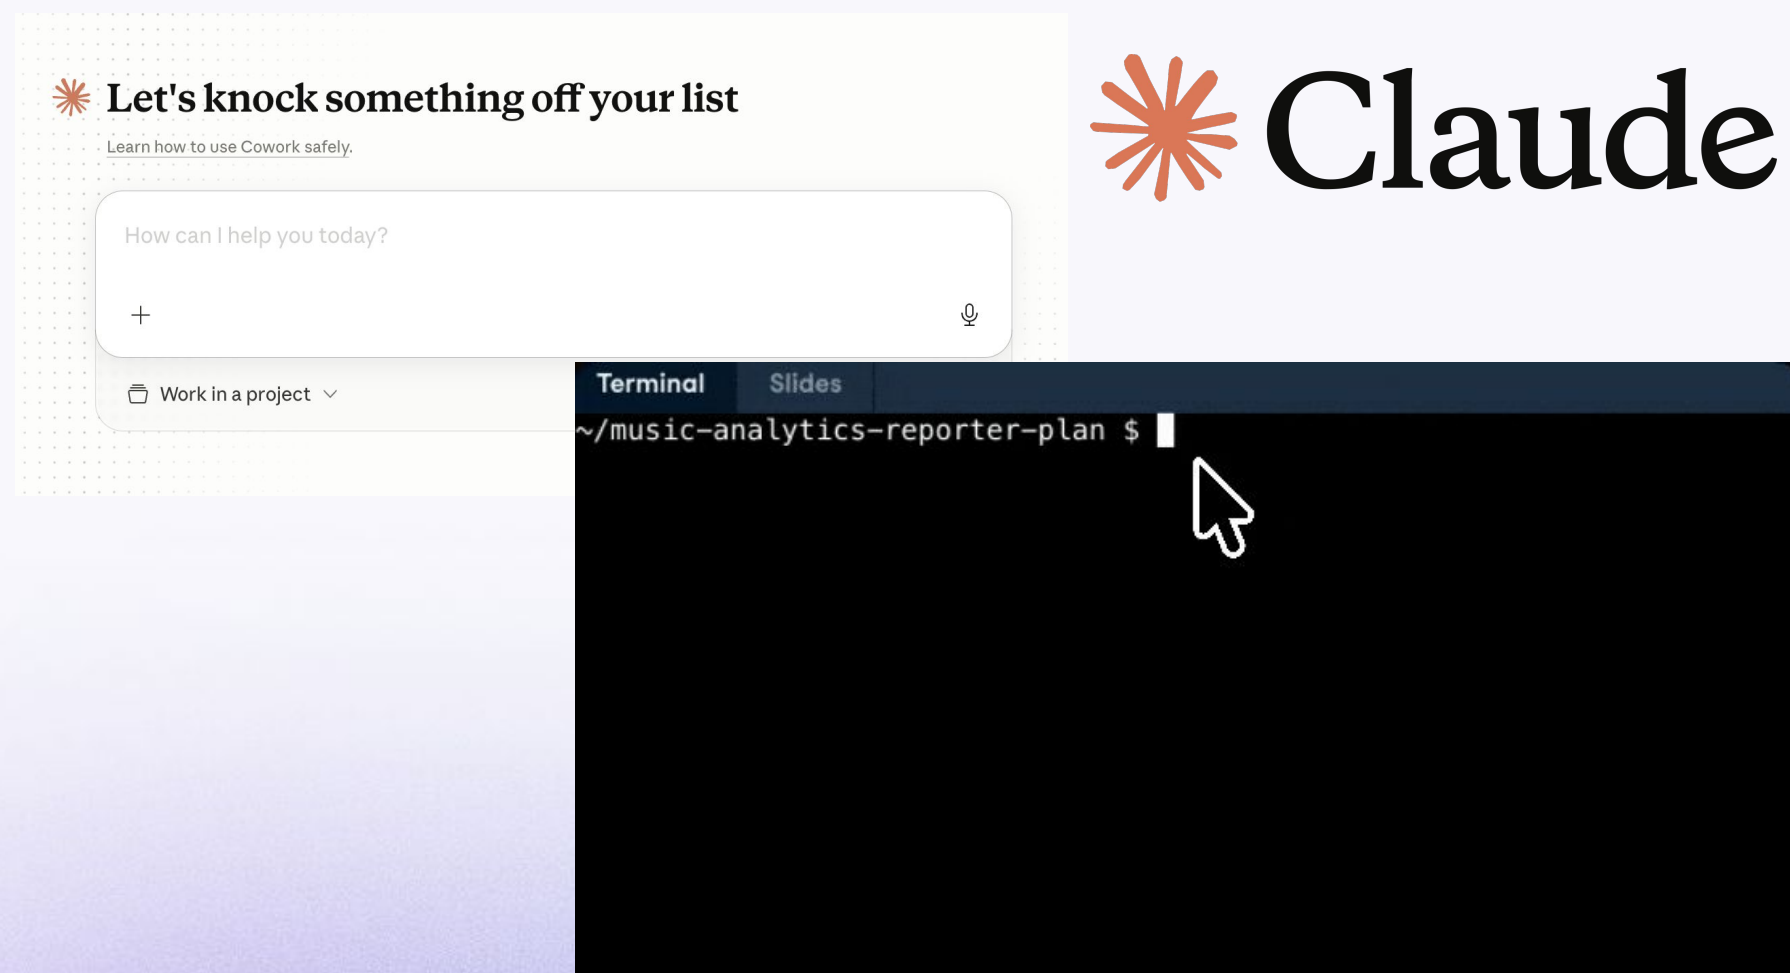 Let's knock something off your list
Learn how to use Cowork safely.
How can I help you today?
Work in a project
Claude
Terminal
Slides
~/music-analytics-reporter-plan $